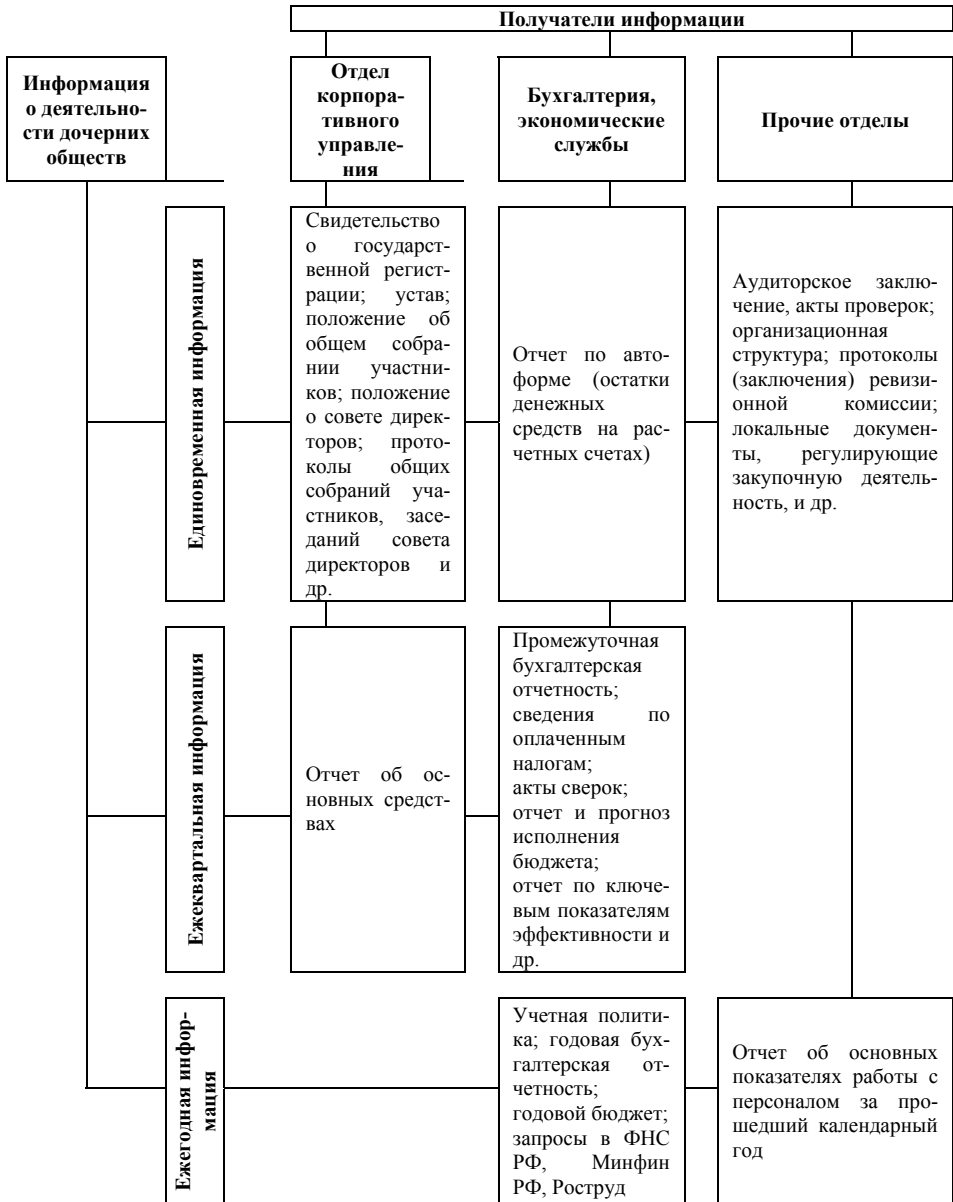 Получатели информации
Информация
о деятельно-
сти дочерних
обществ
Отдел
корпора-
тивного
управле-
ния
Бухгалтерия,
экономические
службы
Прочие отделы
Единовременная информация
Свидетельство
о государст-
венной регист-
рации; устав;
положение об
общем собра-
нии участни-
ков; положение
о совете дирек-
торов; прото-
колы общих
собраний уча-
стников, засе-
даний совета
директоров и
др.
Отчет по авто-
форме (остатки
денежных
средств на рас-
четных счетах)
Аудиторское заклю-
чение, акты проверок;
организационная
структура; протоколы
(заключения) ревизи-
онной комиссии;
локальные докумен-
ты, регулирующие
закупочную деятель-
ность, и др.
Ежеквартальная информация
Отчет об ос-
новных средст-
вах
Промежуточная
бухгалтерская
отчетность;
сведения по
оплаченным
налогам;
акты сверок;
отчет и прогноз
исполнения
бюджета;
отчет по ключе-
вым показателям
эффективности и
др.
Ежегодная инфор-
мация
Учетная полити-
ка; годовая бух-
галтерская от-
четность;
годовой бюджет;
запросы в ФНС
РФ, Минфин
РФ, Роструд
Отчет об основных
показателях работы с
персоналом за про-
шедший календарный
год